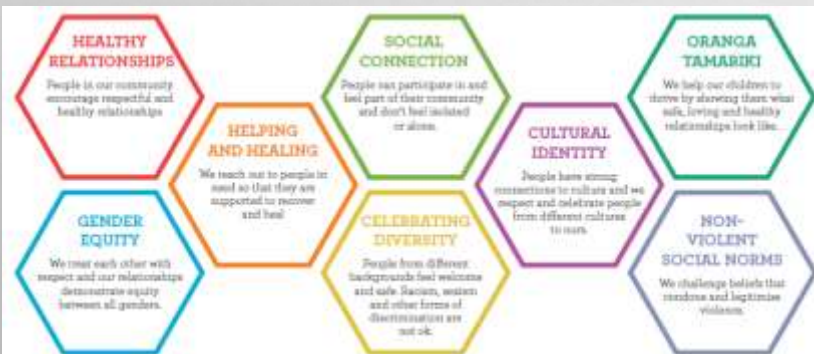 HEALTHY
RELATIONSHIPS
People in our community
encourage respectful and
healthy relationships
SOCIAL
CONNECTION
People can participate in and
feel part of their community
and don't feel isolated
or alone.
ORANGA
TAMARIKI
We help our children to
thrive by showing them what
safe, loving and healthy
relationships look like.
HELPING
AND HEALING
We reach out to people in
need so that they are
supported to recover
and heal
CULTURAL
IDENTITY
People have strong
connections to culture and we
respect and celebrate people
from different cultures
to ours.
GENDER
EQUITY
We treat each other with
respect and our relationships
demonstrate equity
between all genders.
CELEBRATING
DIVERSITY
People from different
backgrounds feel welcome
and safe. Racism, sexism
and other forms of
discrimination are
not ok.
NON-
VIOLENT
SOCIAL NORMS
We challenge beliefs that
condone and legitimise
violence.